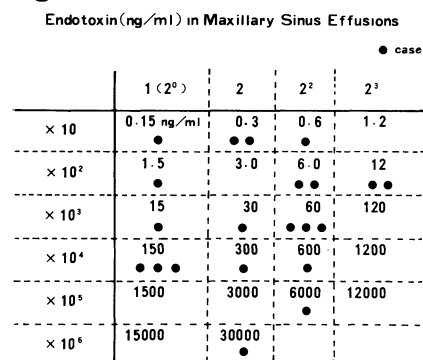 Endotoxin(ng/ml) in Maxillary Sinus Effusions
● case
1 (2⁰) 2 2² 2³
× 10 0.15 ng/ml 0.3 0.6 1.2
× 10² 1.5 3.0 6.0 12
× 10³ 15 30 60 120
× 10⁴ 150 300 600 1200
× 10⁵ 1500 3000 6000 12000
× 10⁶ 15000 30000